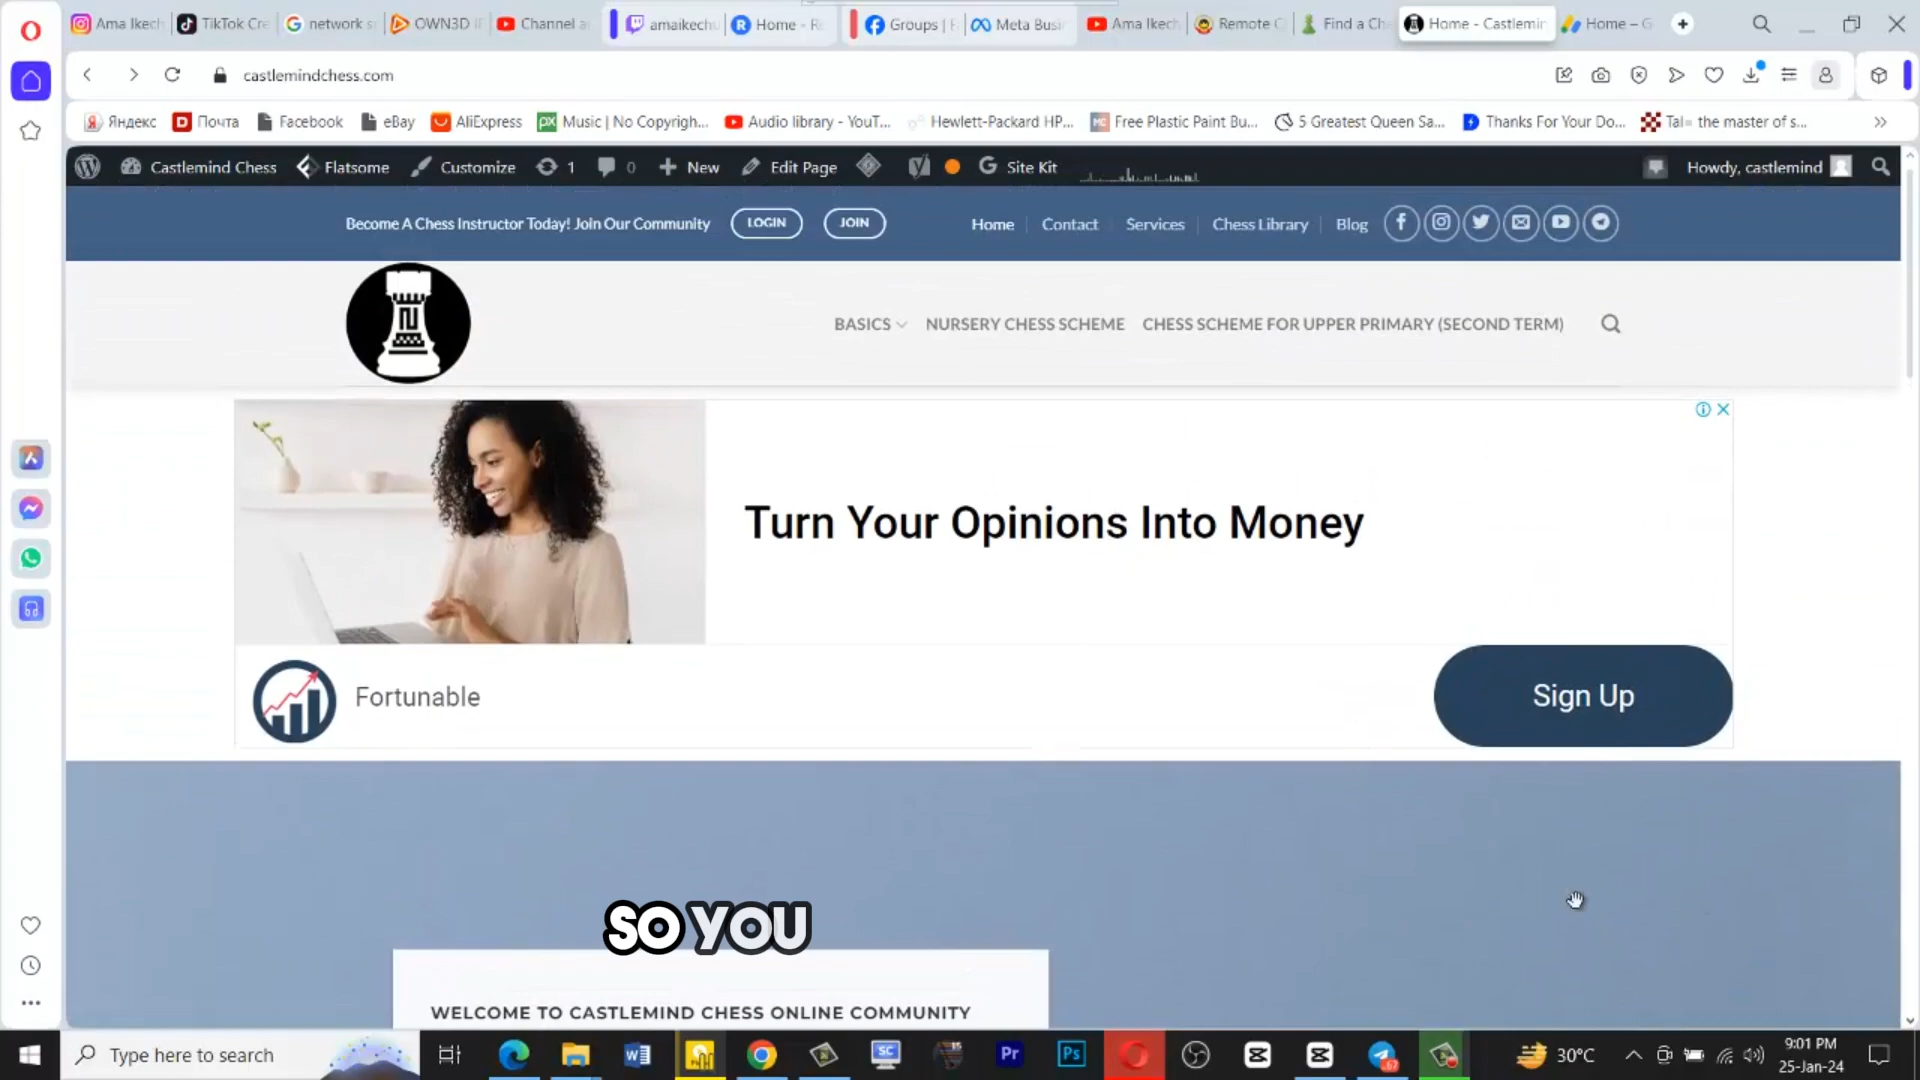 Ama Ikech
TikTok Cre
network s
OWN3D
Channel a
amaikechu
Home - R
Groups | F
Meta Busi
Ama Ikech
Remote C
Find a Che
Home - Castlemin
Home – G
castlemindchess.com
Яндекс
Почта
Facebook
eBay
AliExpress
Music | No Copyrigh...
Audio library - YouT...
Hewlett-Packard HP...
Free Plastic Paint Bu...
5 Greatest Queen Sa...
Thanks For Your Do...
Tal= the master of s...
Castlemind Chess
Flatsome
Customize
1
0
New
Edit Page
Site Kit
Howdy, castlemind
Become A Chess Instructor Today! Join Our Community
LOGIN
JOIN
Home
Contact
Services
Chess Library
Blog
BASICS
NURSERY CHESS SCHEME
CHESS SCHEME FOR UPPER PRIMARY (SECOND TERM)
Turn Your Opinions Into Money
Fortunable
Sign Up
SO YOU
WELCOME TO CASTLEMIND CHESS ONLINE COMMUNITY
Type here to search
30°C
9:01 PM
25-Jan-24